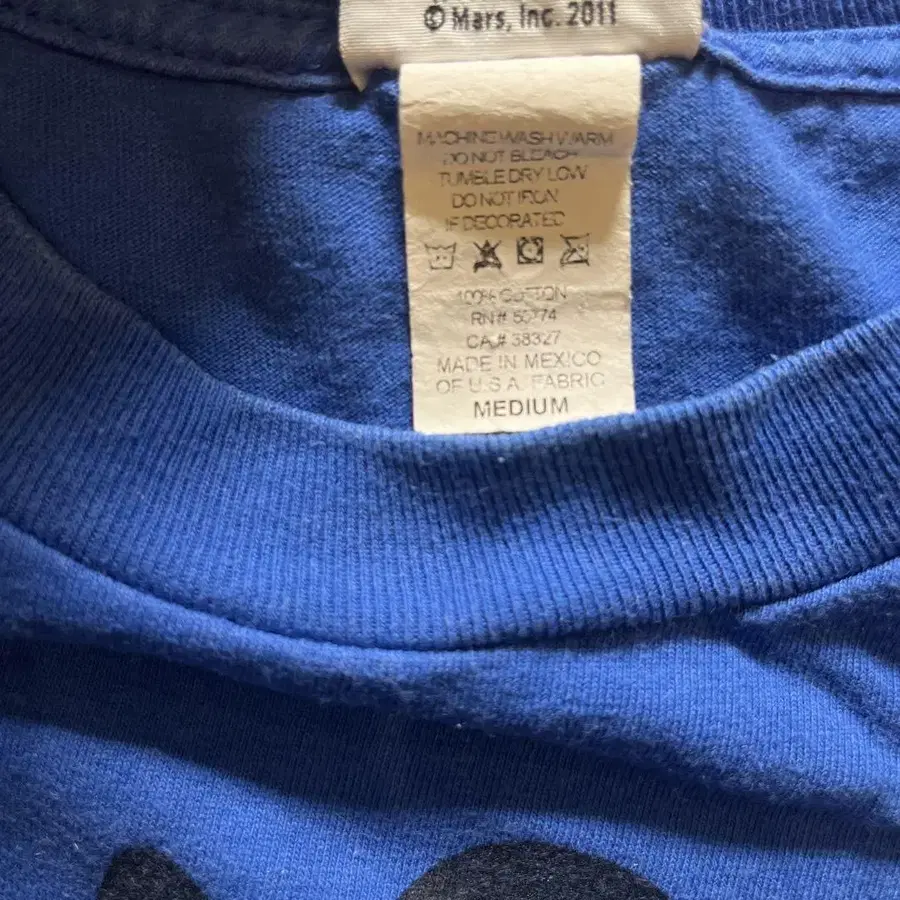 © Mars, Inc. 2011
MACHINE WASH WARM
DO NOT BLEACH
TUMBLE DRY LOW
DO NOT IRON
IF DECORATED
100% COTTON
RN#
CA# 38327
MADE IN MEXICO
OF U.S.A. FABRIC
MEDIUM